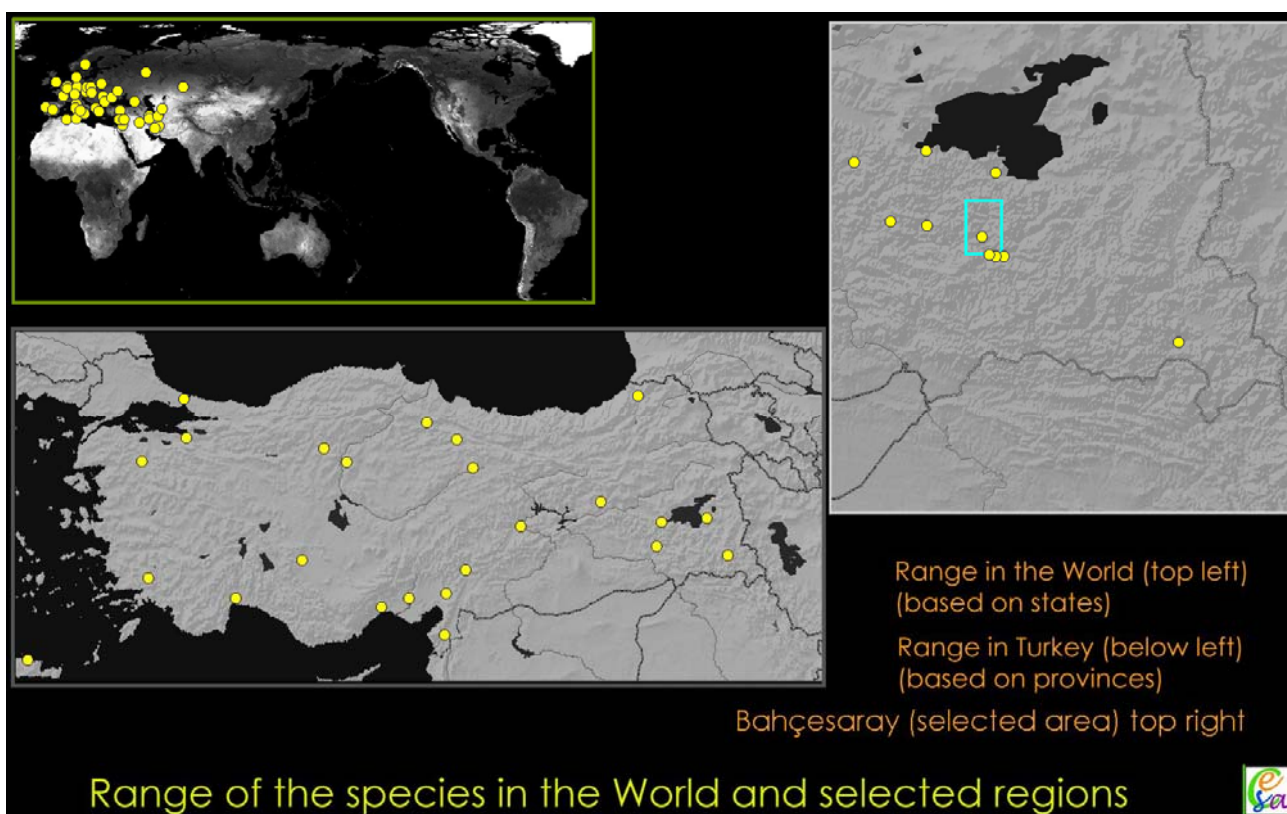 Range in the World (top left)
(based on states)
Range in Turkey (below left)
(based on provinces)
Bahçesaray (selected area) top right
Range of the species in the World and selected regions
esa